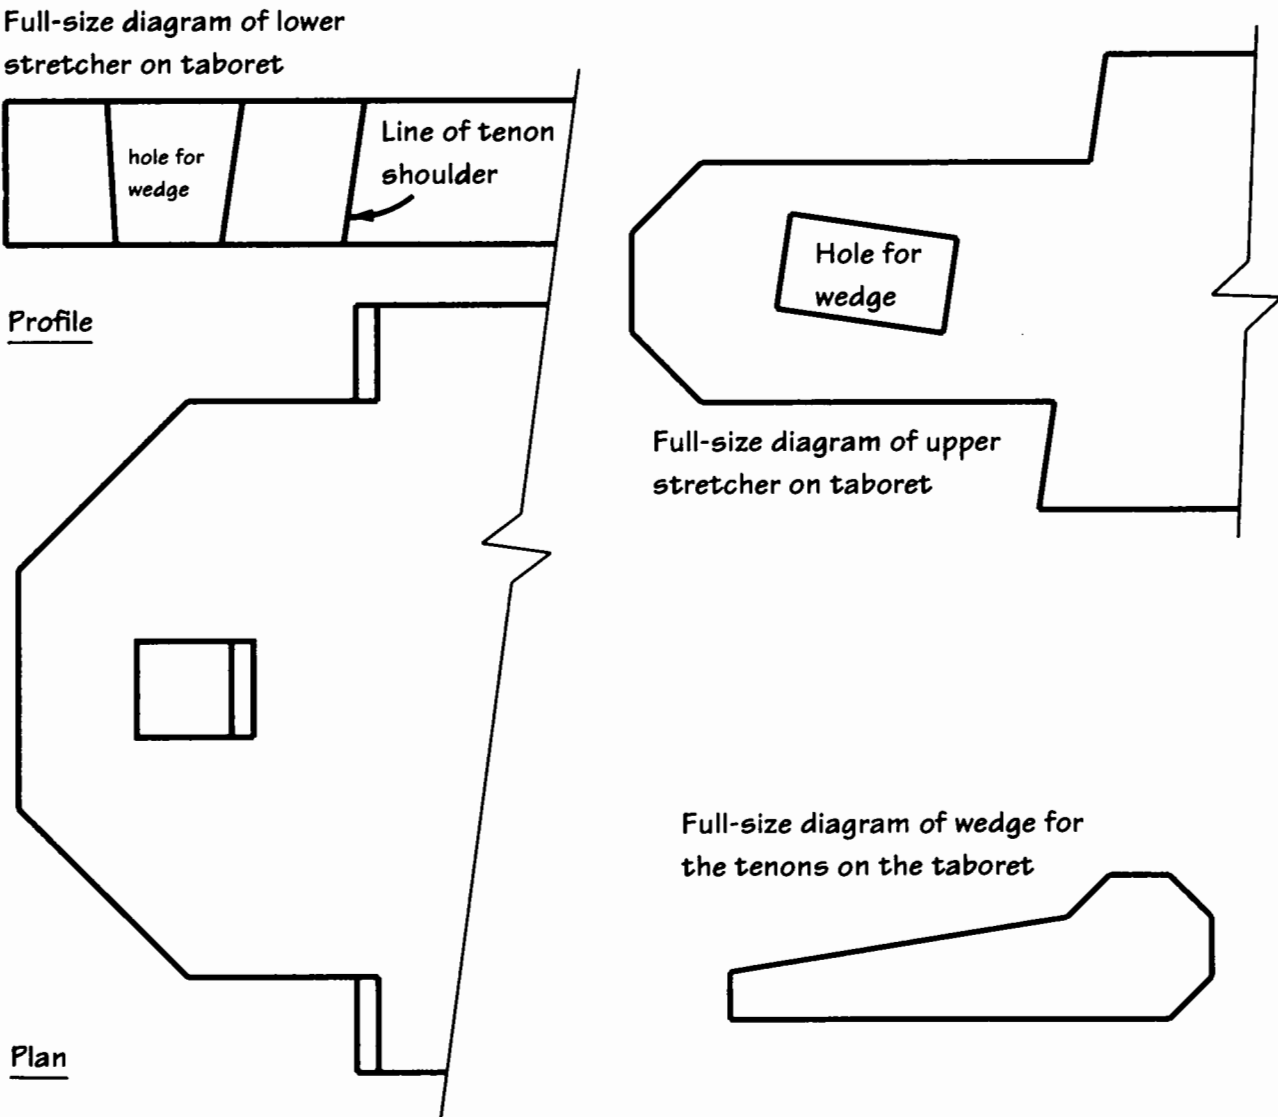 Full-size diagram of lower
stretcher on taboret
hole for
wedge
Line of tenon
shoulder
Profile
Plan
Hole for
wedge
Full-size diagram of upper
stretcher on taboret
Full-size diagram of wedge for
the tenons on the taboret